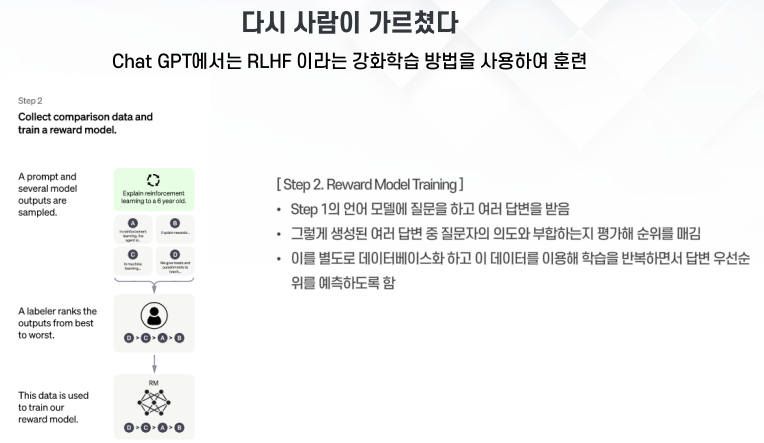 다시 사람이 가르쳤다
Chat GPT에서는 RLHF 이라는 강화학습 방법을 사용하여 훈련
Step 2
Collect comparison data and
train a reward model.
A prompt and
several model
outputs are
sampled.
Explain reinforcement
learning to a 6 year old.
A
In reinforcement
learning, the
agent is...
B
Explain rewards...
C
In machine
learning...
D
We give treats and
punishments to
teach...
A labeler ranks the
outputs from best
to worst.
D > C > A > B
This data is used
to train our
reward model.
RM
D > C > A > B
[ Step 2. Reward Model Training ]
• Step 1의 언어 모델에 질문을 하고 여러 답변을 받음
• 그렇게 생성된 여러 답변 중 질문자의 의도와 부합하는지 평가해 순위를 매김
• 이를 별도로 데이터베이스화 하고 이 데이터를 이용해 학습을 반복하면서 답변 우선순
위를 예측하도록 함